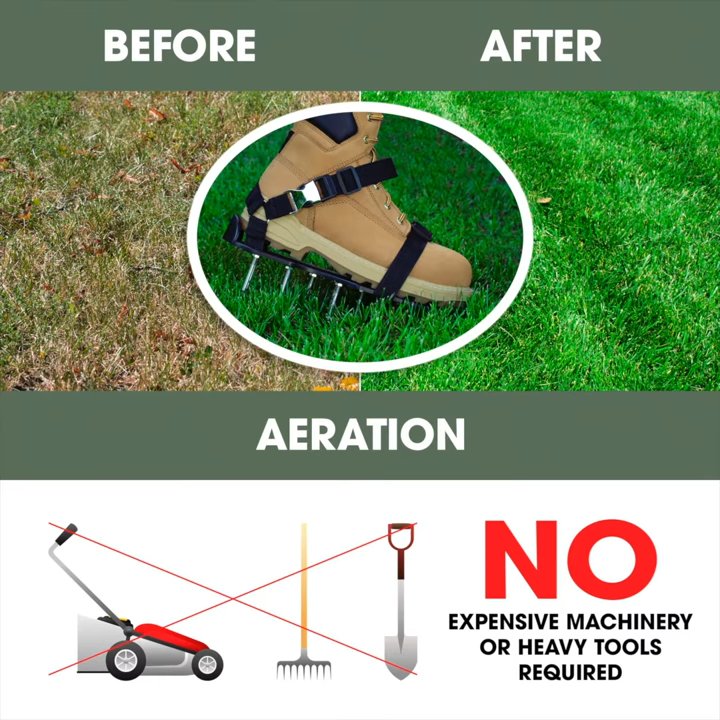 BEFORE
AFTER
AERATION
NO
EXPENSIVE MACHINERY
OR HEAVY TOOLS
REQUIRED